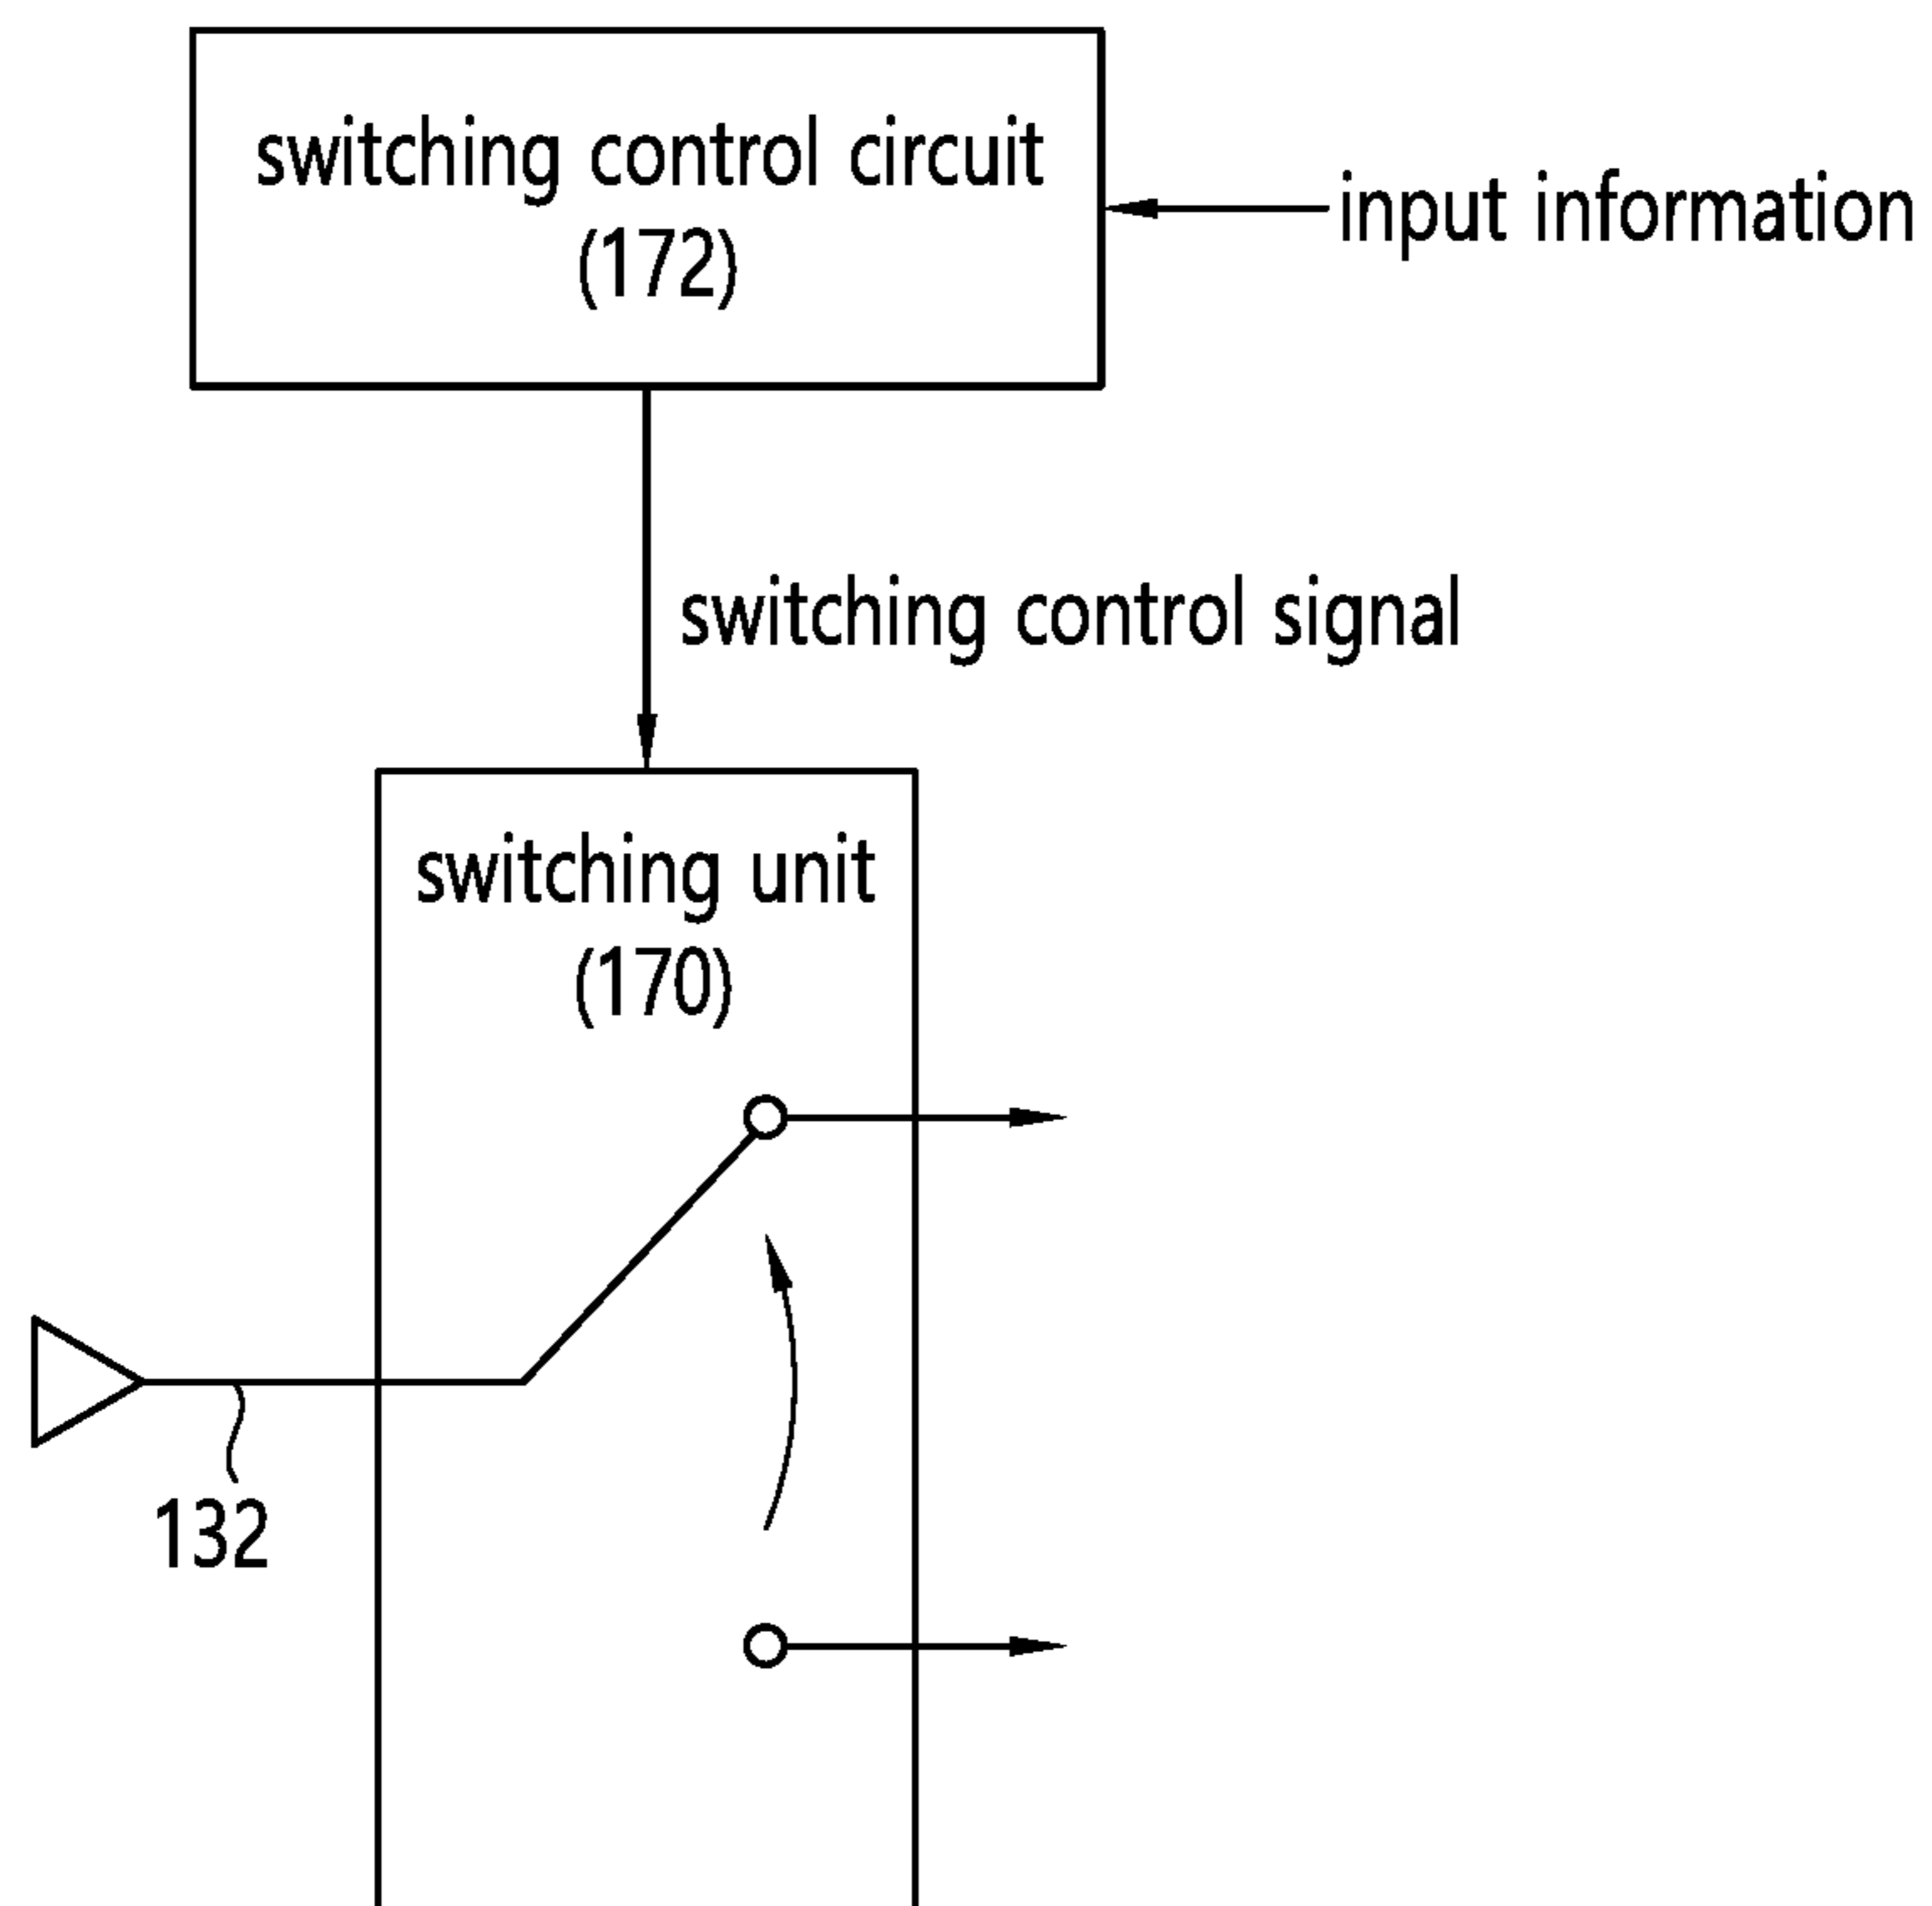 switching control circuit
(172)
input information
switching control signal
switching unit
(170)
132